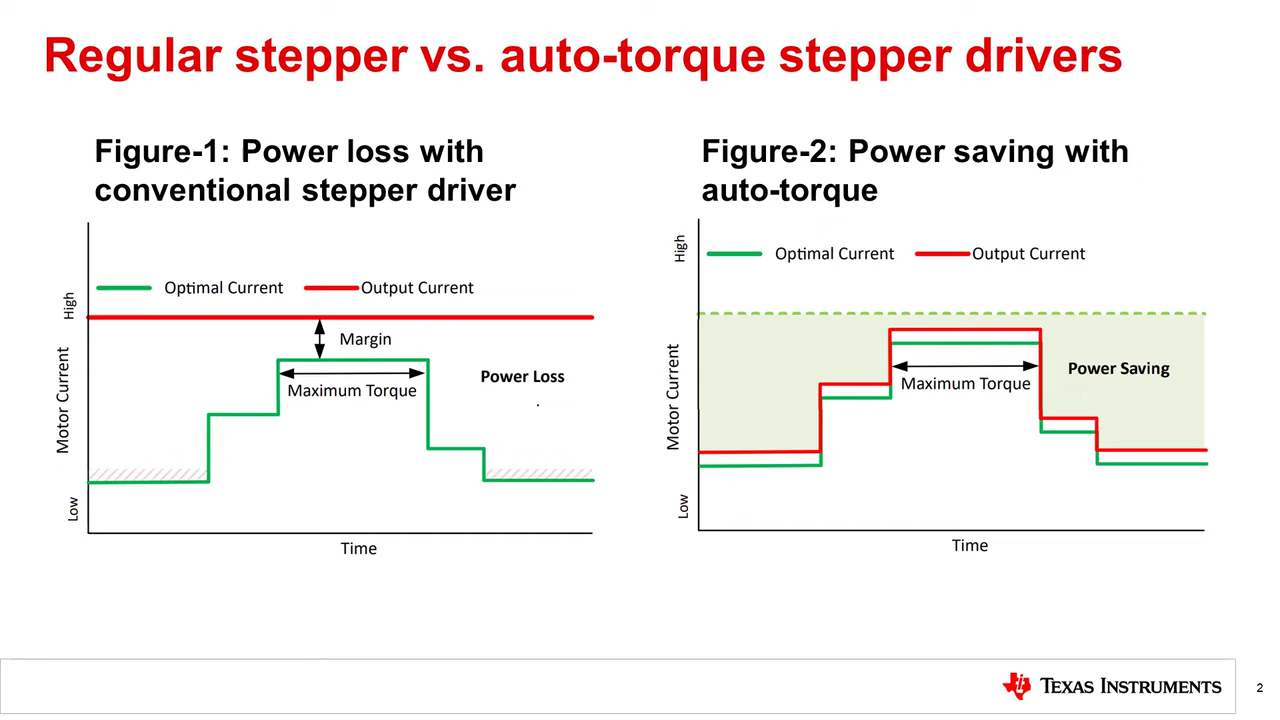 Regular stepper vs. auto-torque stepper drivers
Figure-1: Power loss with
conventional stepper driver
High
Motor Current
Low
Optimal Current
Output Current
Margin
Maximum Torque
Power Loss
Time
Figure-2: Power saving with
auto-torque
High
Motor Current
Low
Optimal Current
Output Current
Maximum Torque
Power Saving
Time
TEXAS INSTRUMENTS
2